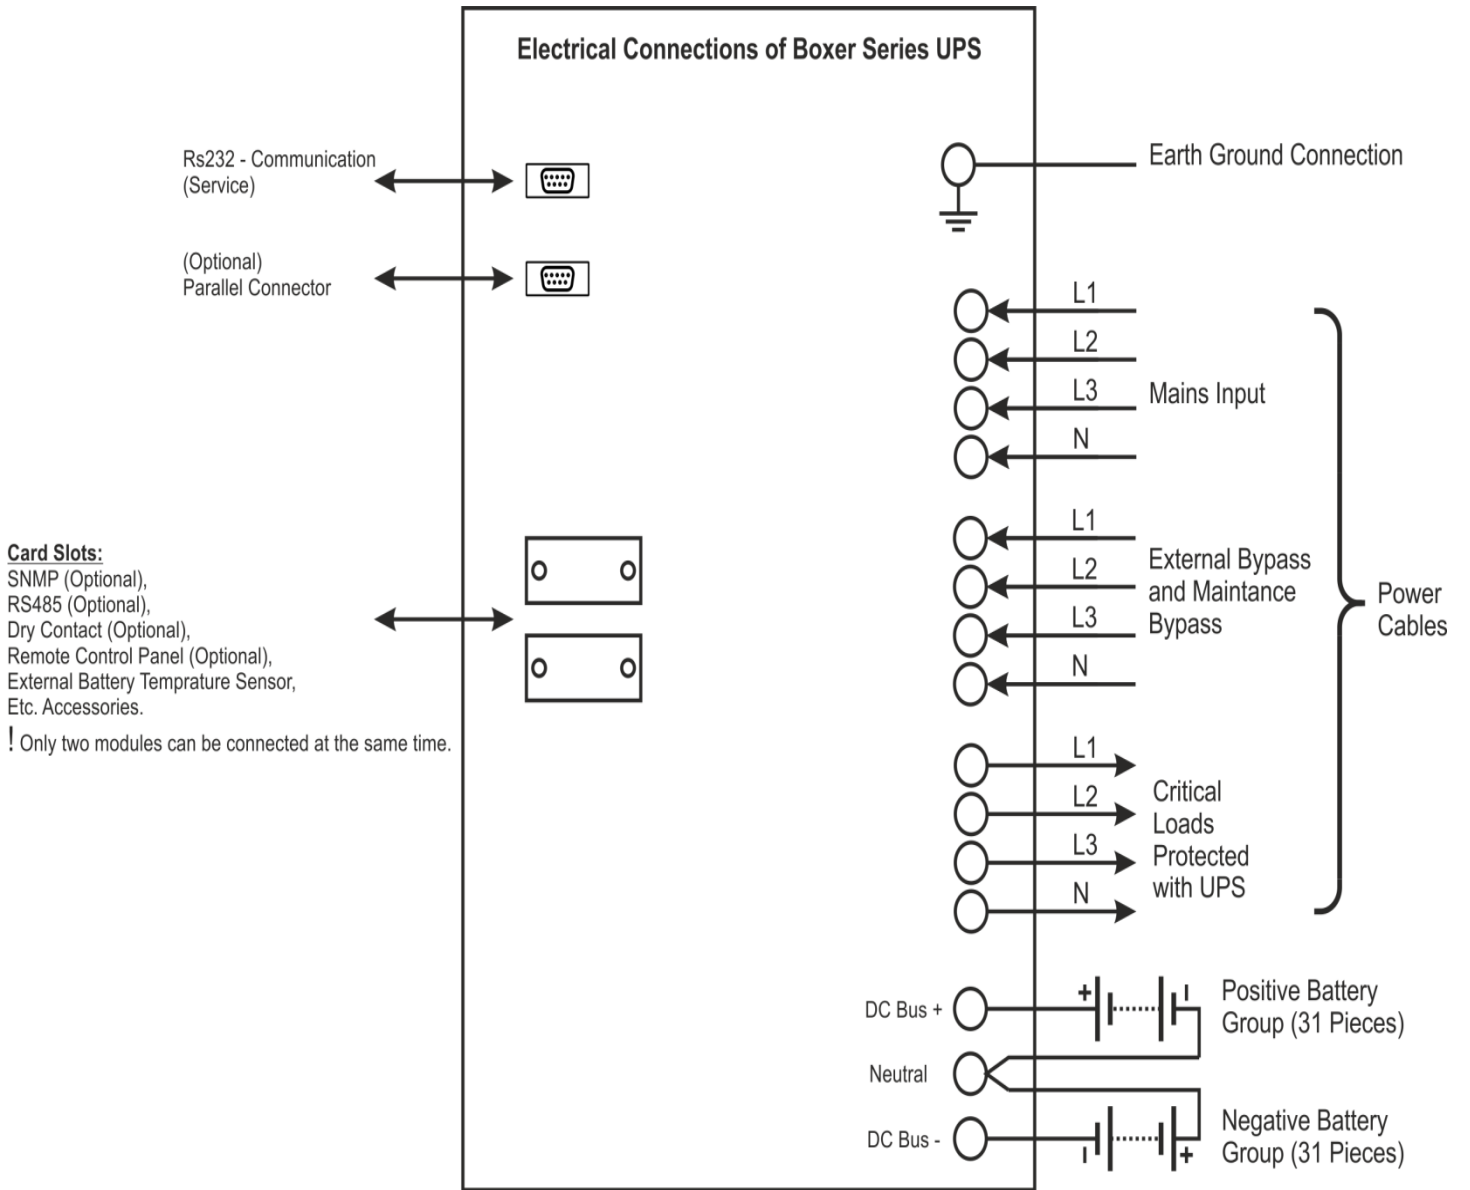 Electrical Connections of Boxer Series UPS
Rs232 - Communication
(Service)
(Optional)
Parallel Connector
Card Slots:
SNMP (Optional),
RS485 (Optional),
Dry Contact (Optional),
Remote Control Panel (Optional),
External Battery Temprature Sensor,
Etc. Accessories.
! Only two modules can be connected at the same time.
Earth Ground Connection
L1
L2
L3
N
Mains Input
L1
L2
L3
N
External Bypass
and Maintance
Bypass
L1
L2
L3
N
Critical
Loads
Protected
with UPS
Power
Cables
DC Bus +
+
-
Positive Battery
Group (31 Pieces)
Neutral
DC Bus -
-
+
Negative Battery
Group (31 Pieces)